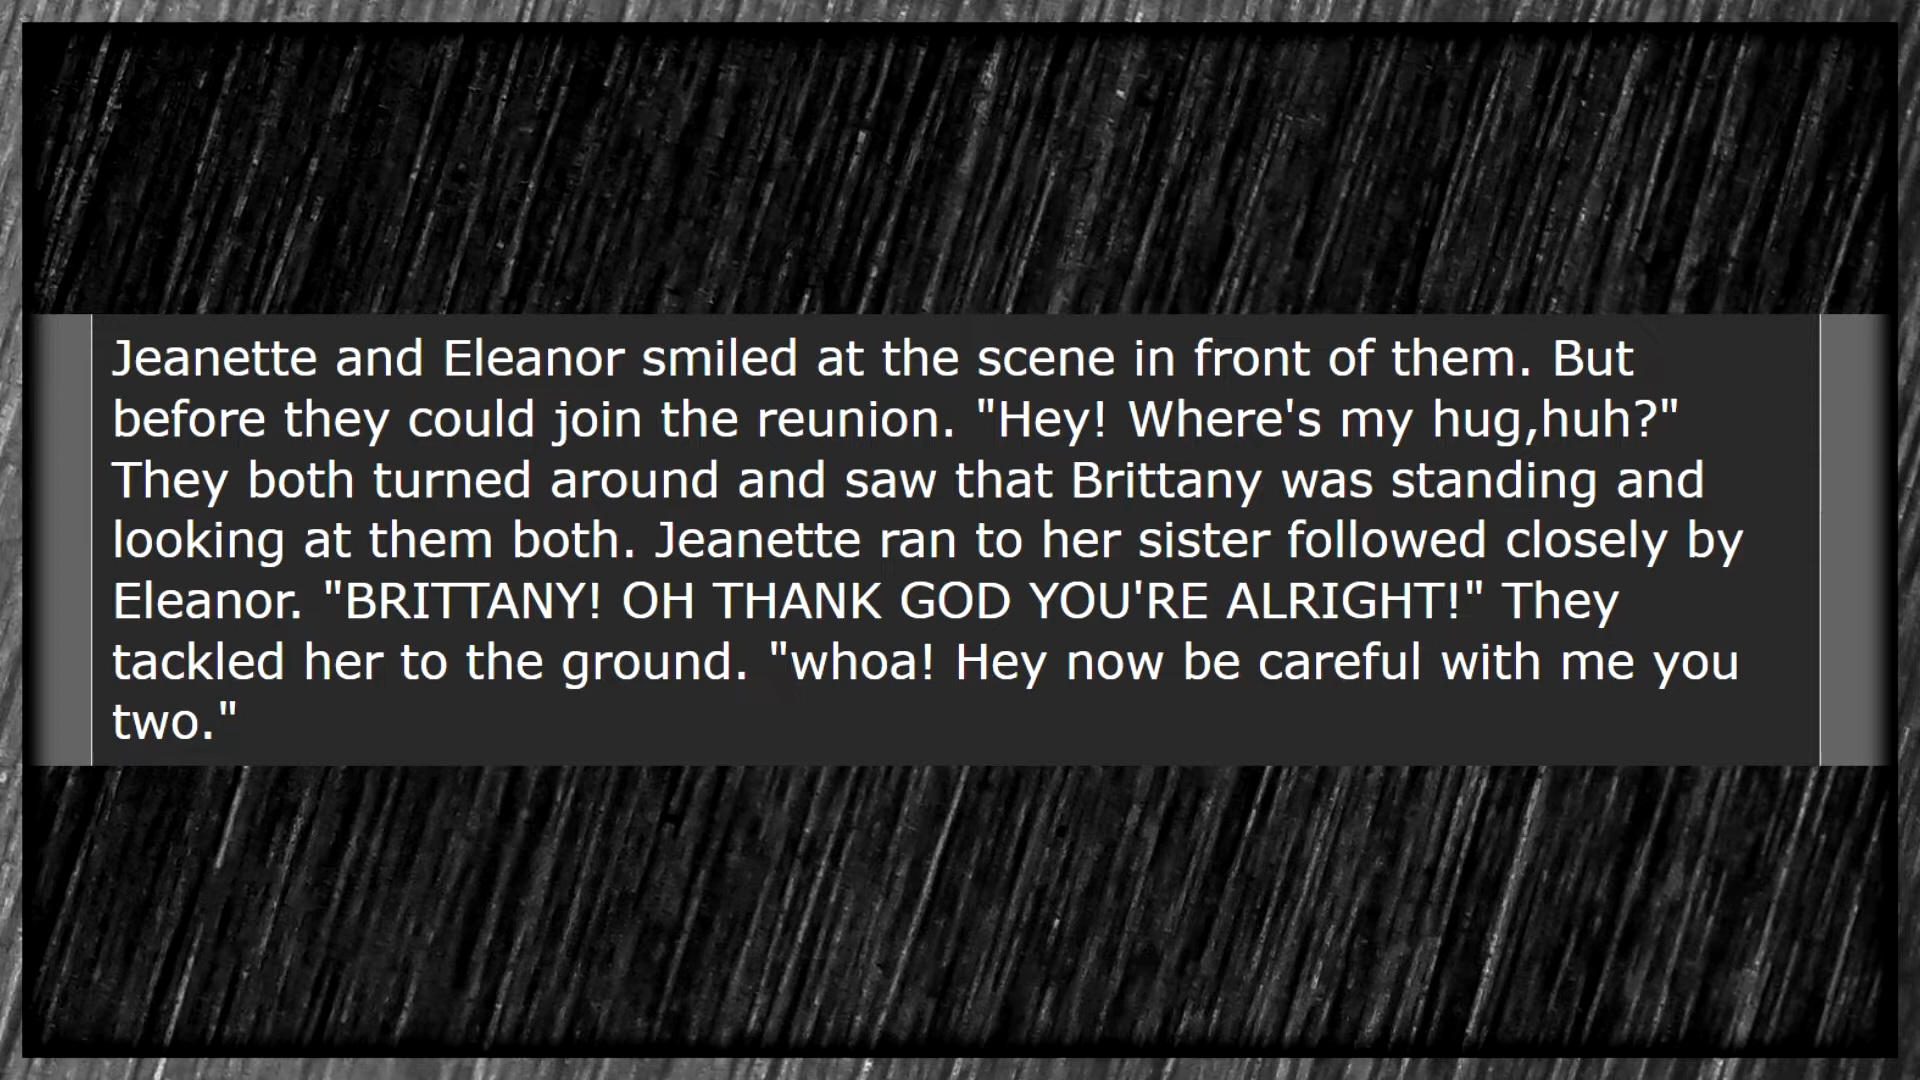 Jeanette and Eleanor smiled at the scene in front of them. But
before they could join the reunion. "Hey! Where's my hug,huh?"
They both turned around and saw that Brittany was standing and
looking at them both. Jeanette ran to her sister followed closely by
Eleanor. "BRITTANY! OH THANK GOD YOU'RE ALRIGHT!" They
tackled her to the ground. "whoa! Hey now be careful with me you
two."